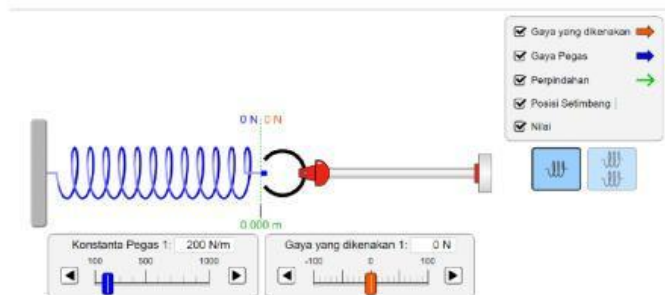 Gaya yang dikenakan
Gaya Pegas
Perpindahan
Posisi Setimbang
Nilai
0 N 0 N
0.000 m
Konstanta Pegas 1: 200 N/m
100 500 1000
Gaya yang dikenakan 1: 0 N
-100 0 100